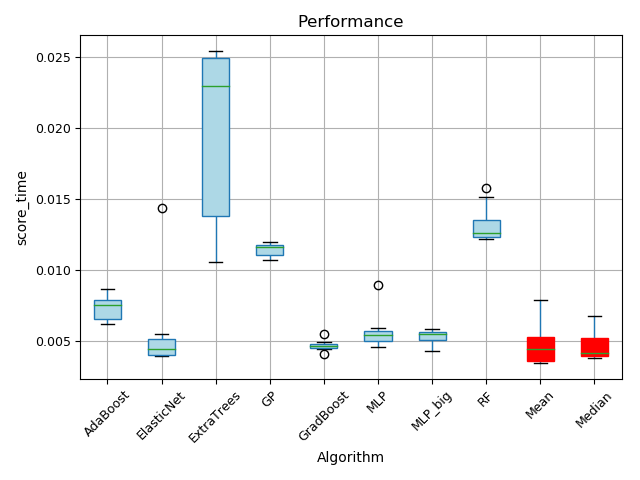 Performance
score_time
0.025
0.020
0.015
0.010
0.005
AdaBoost
ElasticNet
ExtraTrees
GP
GradBoost
MLP
MLP_big
RF
Mean
Median
Algorithm